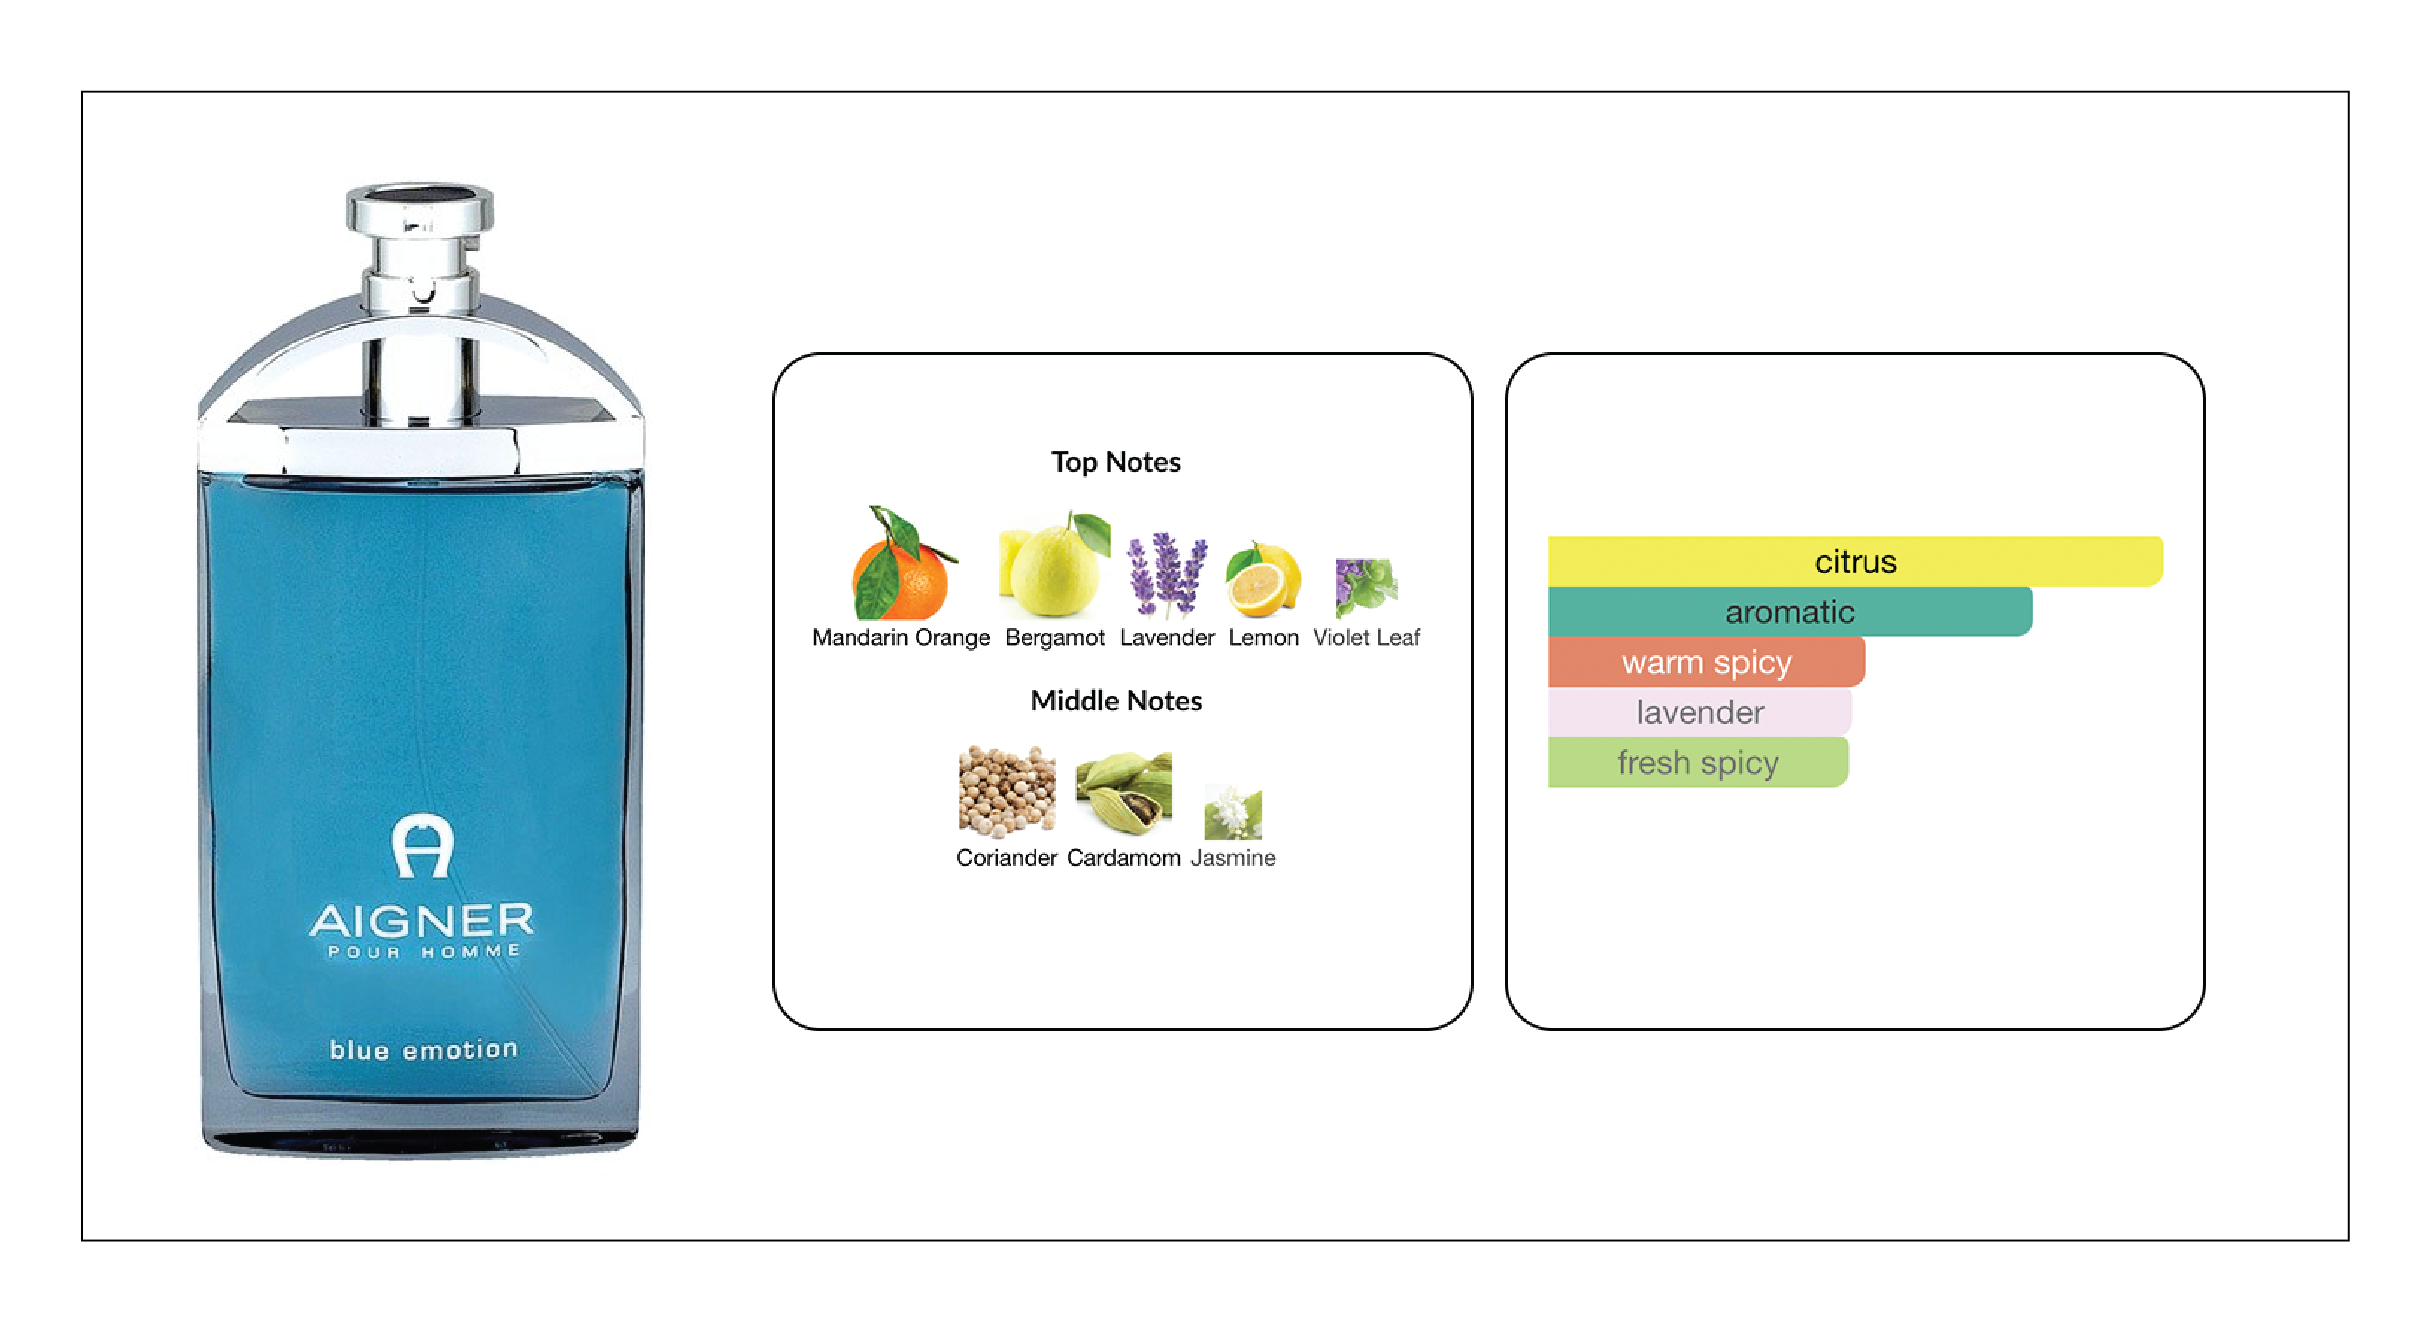 A
AIGNER
POUR HOMME
blue emotion
Top Notes
Mandarin Orange Bergamot Lavender Lemon Violet Leaf
Middle Notes
Coriander Cardamom Jasmine
citrus
aromatic
warm spicy
lavender
fresh spicy